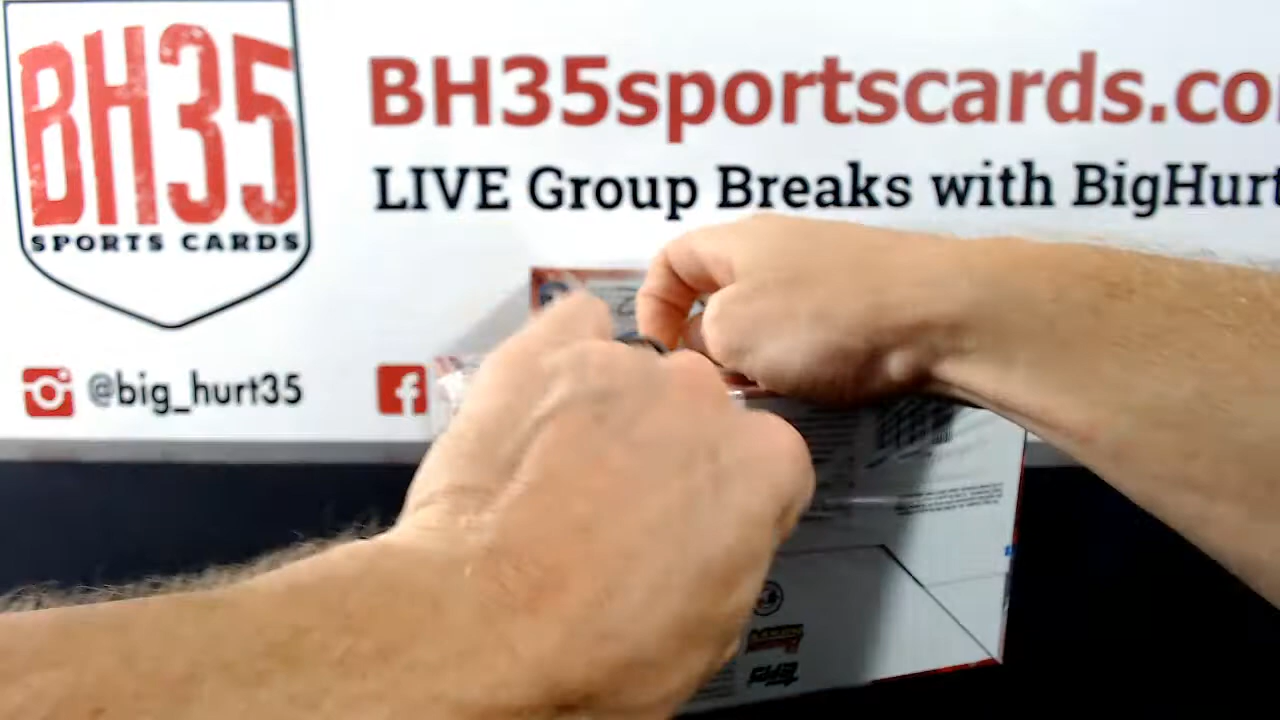 BH35
SPORTS CARDS
BH35sportscards.co
LIVE Group Breaks with BigHurt
@big_hurt35